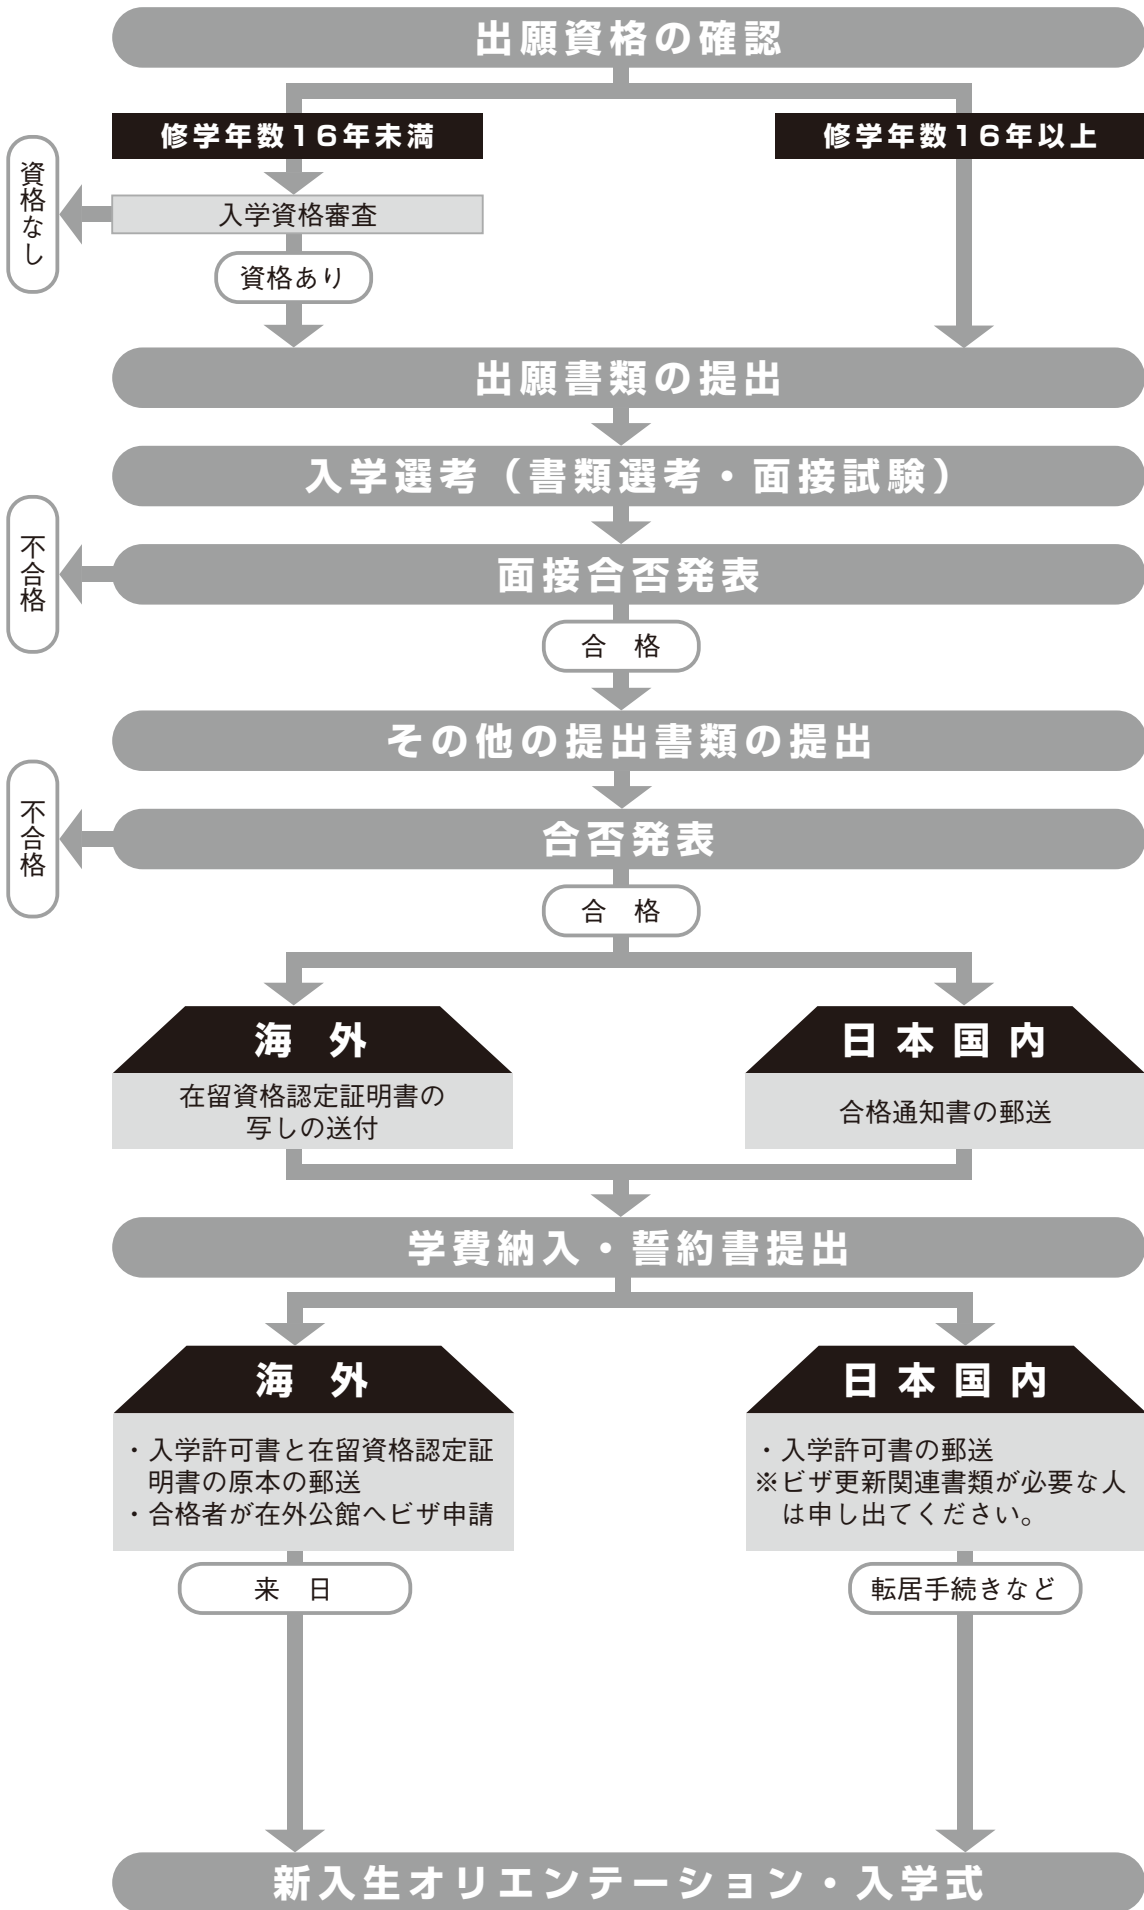 出願資格の確認
修学年数16年未満
修学年数16年以上
資格なし
入学資格審査
資格あり
出願書類の提出
入学選考（書類選考・面接試験）
不合格
面接合否発表
合　格
その他の提出書類の提出
不合格
合否発表
合　格
海　外
在留資格認定証明書の
写しの送付
日本国内
合格通知書の郵送
学費納入・誓約書提出
海　外
・入学許可書と在留資格認定証
明書の原本の郵送
・合格者が在外公館へビザ申請
日本国内
・入学許可書の郵送
※ビザ更新関連書類が必要な人
は申し出てください。
来　日
転居手続きなど
新入生オリエンテーション・入学式